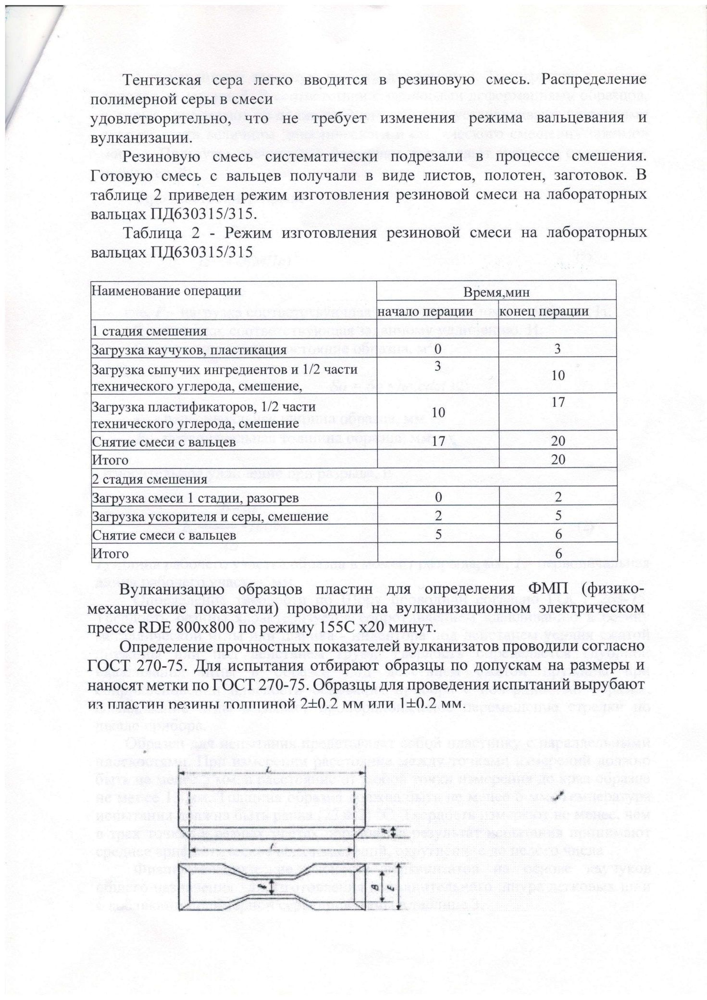 Тенгизская сера легко вводится в резиновую смесь. Распределение
полимерной серы в смеси
удовлетворительно, что не требует изменения режима вальцевания и
вулканизации.
Резиновую смесь систематически подрезали в процессе смешения.
Готовую смесь с вальцев получали в виде листов, полотен, заготовок. В
таблице 2 приведен режим изготовления резиновой смеси на лабораторных
вальцах ПД630315/315.
Таблица 2 - Режим изготовления резиновой смеси на лабораторных
вальцах ПД630315/315
Наименование операции Время,мин
начало перации конец перации
1 стадия смешения
Загрузка каучуков, пластикация 0 3
Загрузка сыпучих ингредиентов и 1/2 части 3 10
технического углерода, смешение,
Загрузка пластификаторов, 1/2 части 10 17
технического углерода, смешение
Снятие смеси с вальцев 17 20
Итого 20
2 стадия смешения
Загрузка смеси 1 стадии, разогрев 0 2
Загрузка ускорителя и серы, смешение 2 5
Снятие смеси с вальцев 5 6
Итого 6
Вулканизацию образцов пластин для определения ФМП (физико-
механические показатели) проводили на вулканизационном электрическом
прессе RDE 800х800 по режиму 155С х20 минут.
Определение прочностных показателей вулканизатов проводили согласно
ГОСТ 270-75. Для испытания отбирают образцы по допускам на размеры и
наносят метки по ГОСТ 270-75. Образцы для проведения испытаний вырубают
из пластин резины толщиной 2±0.2 мм или 1±0.2 мм.
L
H
B
E